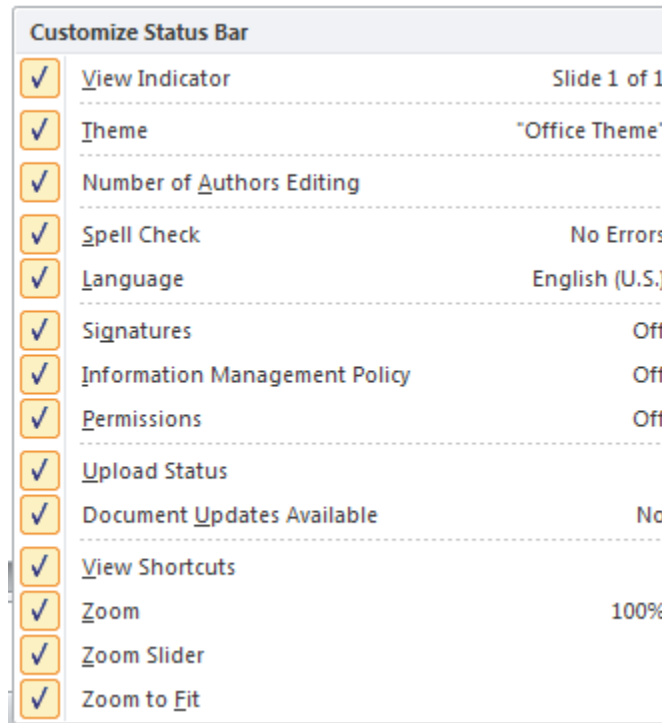 Customize Status Bar
View Indicator Slide 1 of 1
Theme "Office Theme"
Number of Authors Editing
Spell Check No Errors
Language English (U.S.)
Signatures Off
Information Management Policy Off
Permissions Off
Upload Status
Document Updates Available No
View Shortcuts
Zoom 100%
Zoom Slider
Zoom to Fit